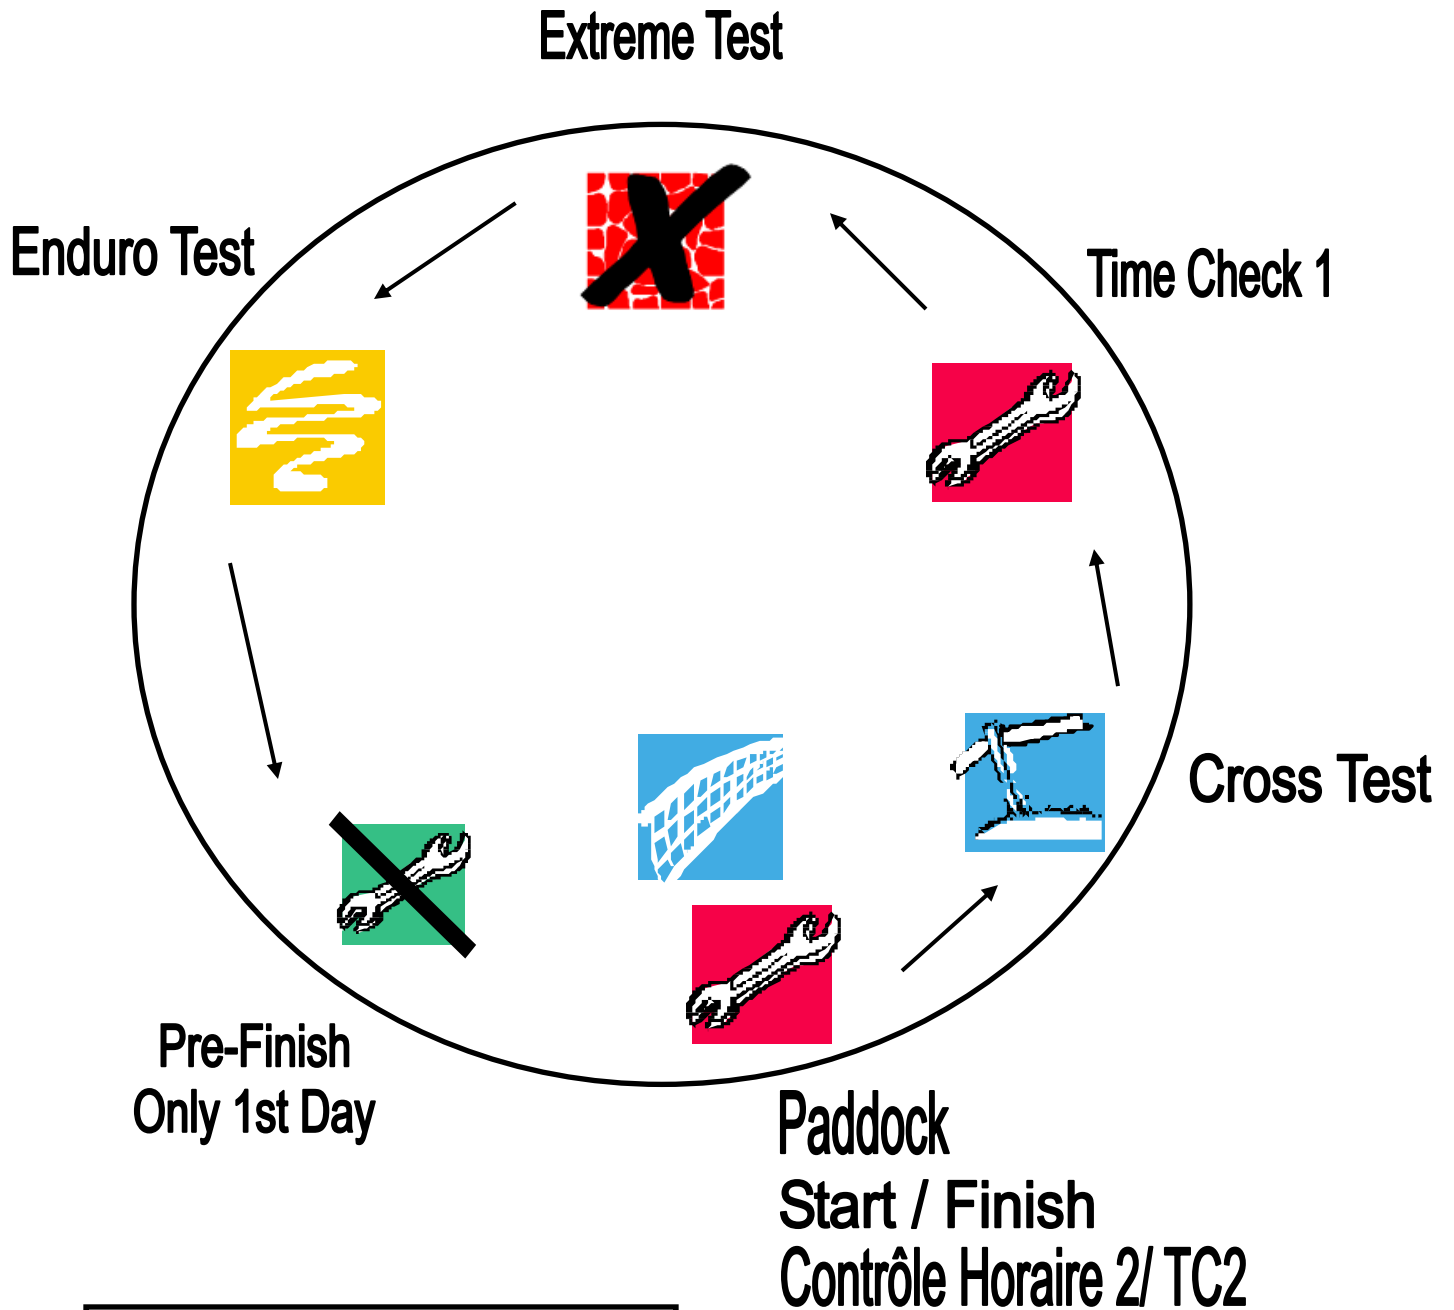 Extreme Test
Enduro Test
Time Check 1
Cross Test
Pre-Finish
Only 1st Day
Paddock
Start / Finish
Contrôle Horaire 2/ TC2